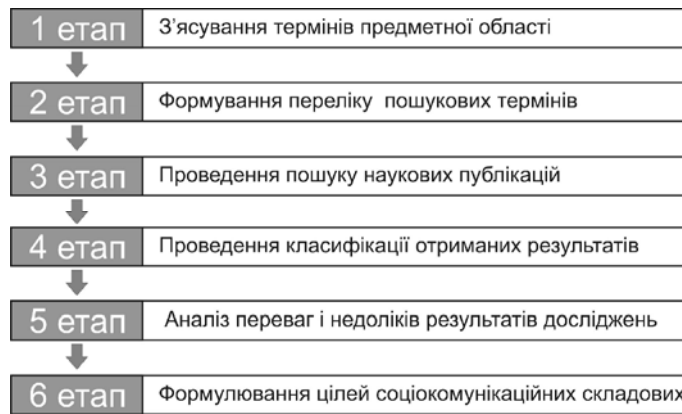 1 етап З’ясування термінів предметної області
2 етап Формування переліку пошукових термінів
3 етап Проведення пошуку наукових публікацій
4 етап Проведення класифікації отриманих результатів
5 етап Аналіз переваг і недоліків результатів досліджень
6 етап Формулювання цілей соціокомунікаційних складових